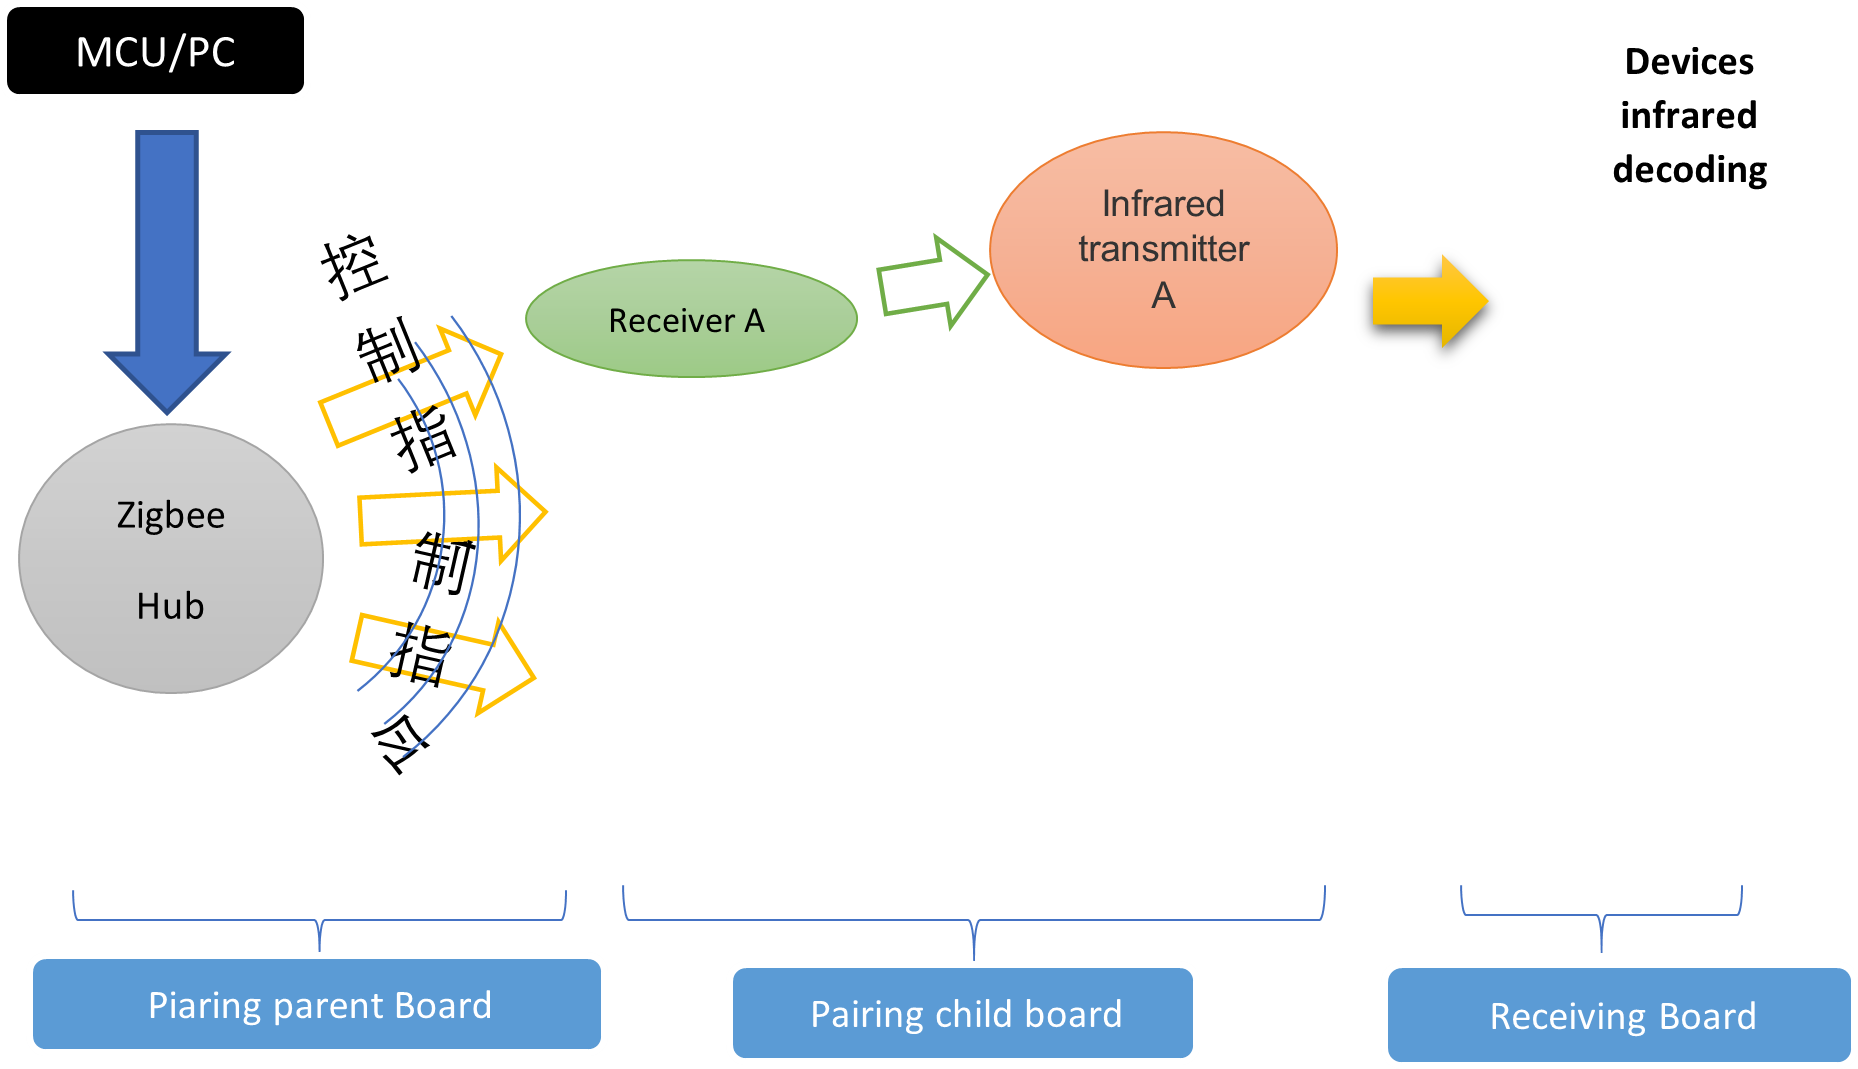 MCU/PC
Devices
infrared
decoding
控制指制指令
Receiver A
Infrared
transmitter
A
Zigbee
Hub
Piaring parent Board
Pairing child board
Receiving Board